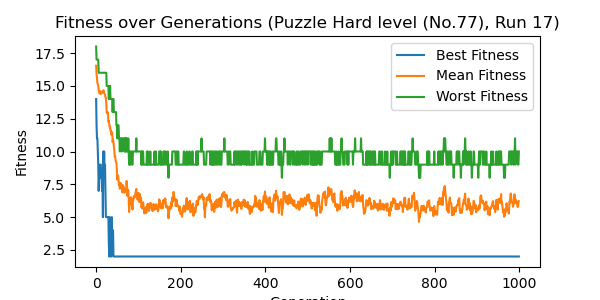 Fitness over Generations (Puzzle Hard level (No.77), Run 17)
Fitness
17.5
15.0
12.5
10.0
7.5
5.0
2.5
Best Fitness
Mean Fitness
Worst Fitness
0 200 400 600 800 1000
Generation